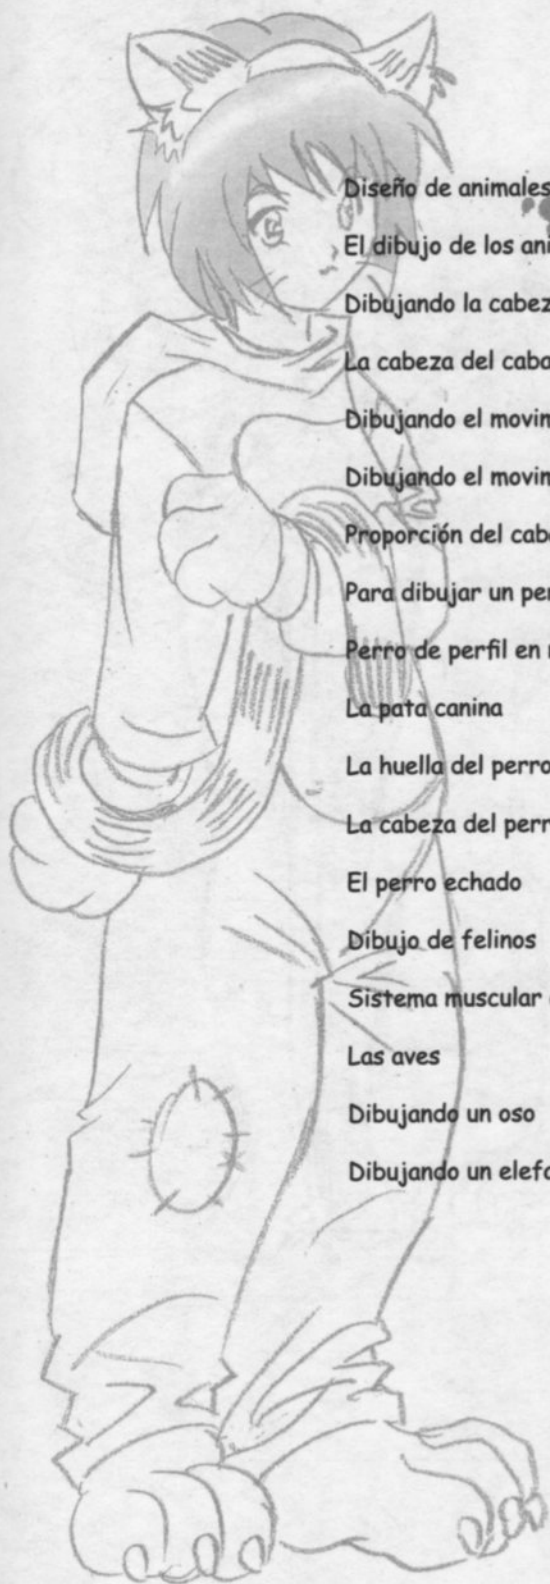 Diseño de animales
El dibujo de los
Dibujando la
La cabeza del
Dibujando el
Dibujando el
Proporción del
Para dibujar un
Perro de perfil en
La pata canina
La huella del perro
La cabeza del
El perro echado
Dibujo de felinos
Sistema muscular
Las aves
Dibujando un oso
Dibujando un